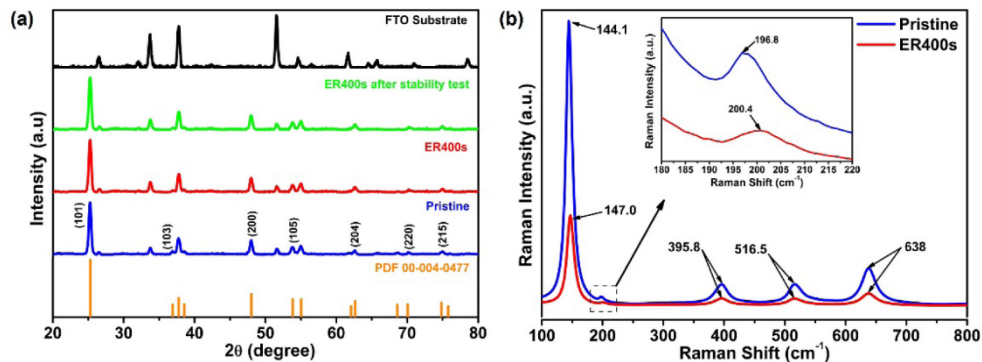 (a)
FTO Substrate
ER400s after stability test
ER400s
Pristine
(101)
(103)
(200)
(105)
(204)
(220)
(215)
PDF 00-004-0477
Intensity (a.u)
20 30 40 50 60 70 80
2θ (degree)
(b)
144.1
147.0
Pristine
ER400s
196.8
200.4
Raman Intensity (a.u.)
180 185 190 195 200 205 210 215 220
Raman Shift (cm-1)
395.8
516.5
638
Raman Intensity (a.u.)
100 200 300 400 500 600 700 800
Raman Shift (cm-1)